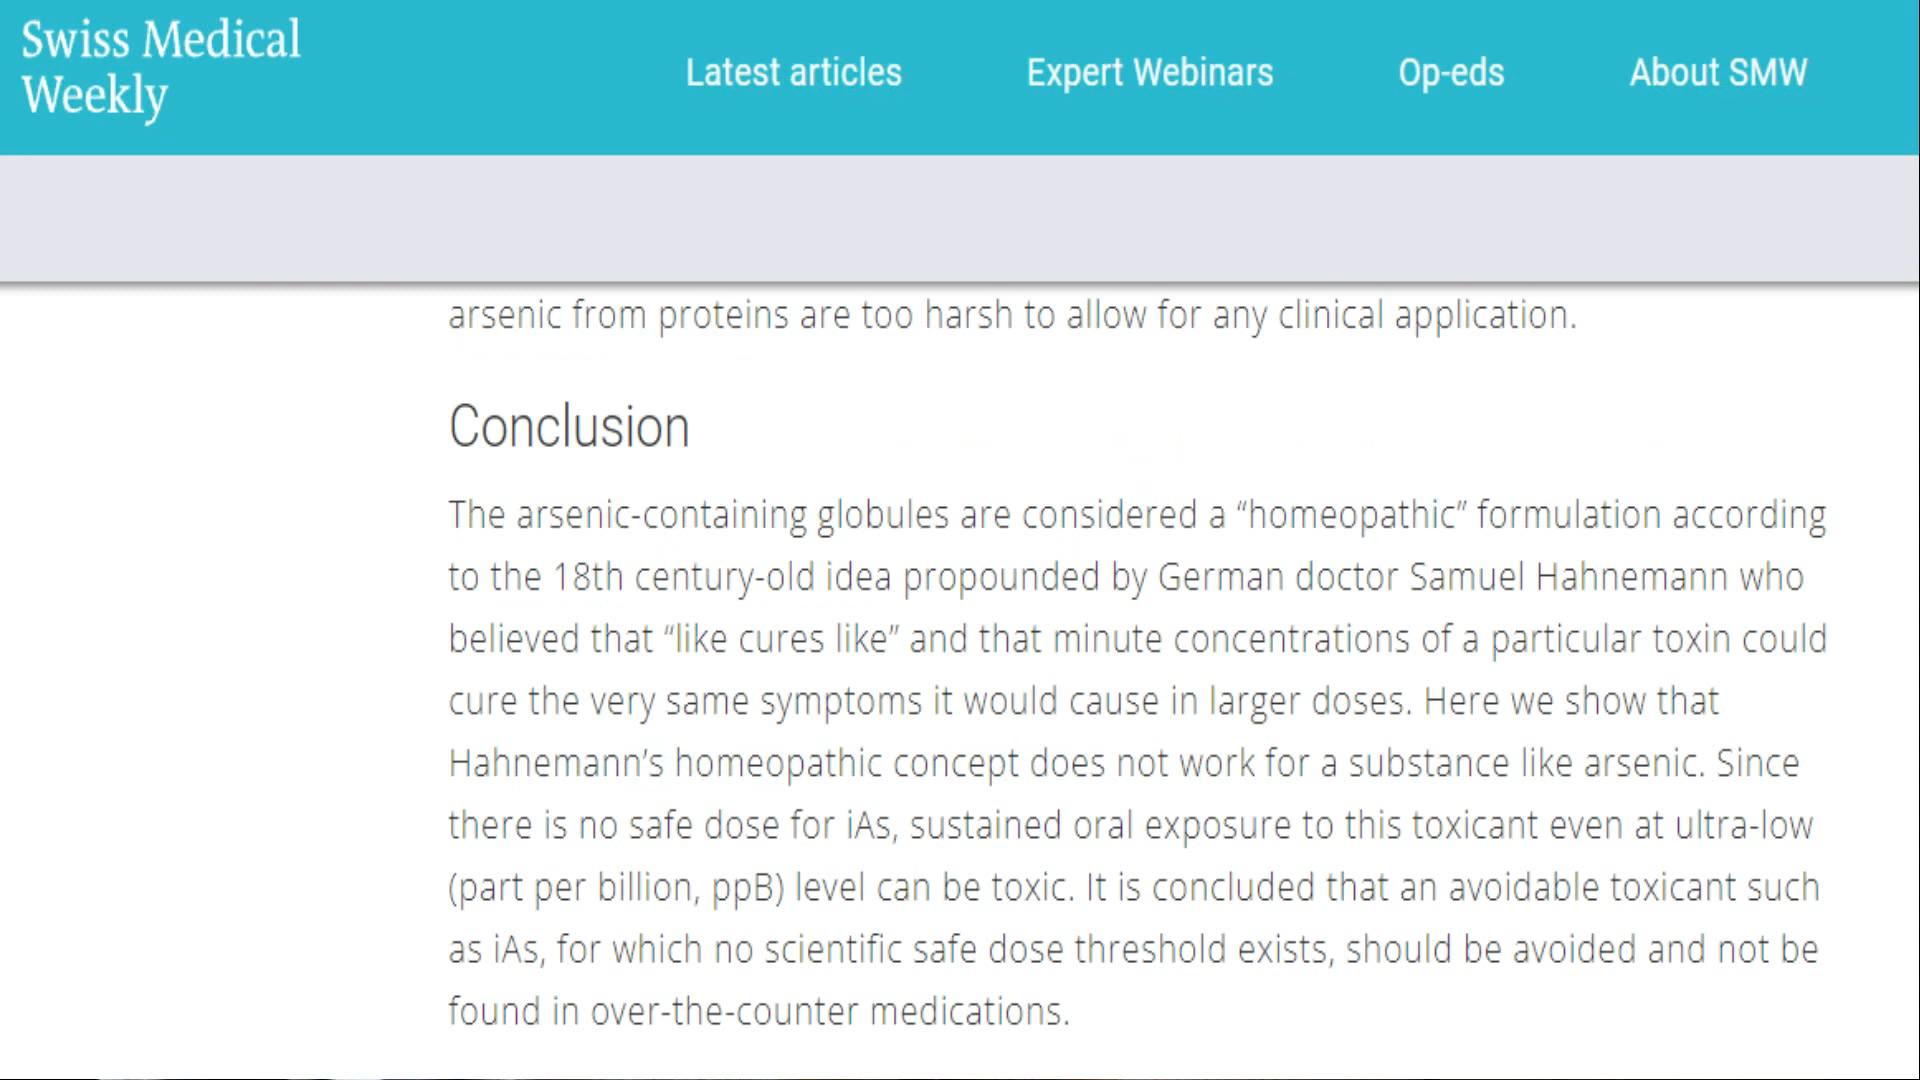 Swiss Medical
Weekly
Latest articles
Expert Webinars
Op-eds
About SMW
arsenic from proteins are too harsh to allow for any clinical application.
Conclusion
The arsenic-containing globules are considered a “homeopathic” formulation according
to the 18th century-old idea propounded by German doctor Samuel Hahnemann who
believed that “like cures like” and that minute concentrations of a particular toxin could
cure the very same symptoms it would cause in larger doses. Here we show that
Hahnemann’s homeopathic concept does not work for a substance like arsenic. Since
there is no safe dose for iAs, sustained oral exposure to this toxicant even at ultra-low
(part per billion, ppB) level can be toxic. It is concluded that an avoidable toxicant such
as iAs, for which no scientific safe dose threshold exists, should be avoided and not be
found in over-the-counter medications.